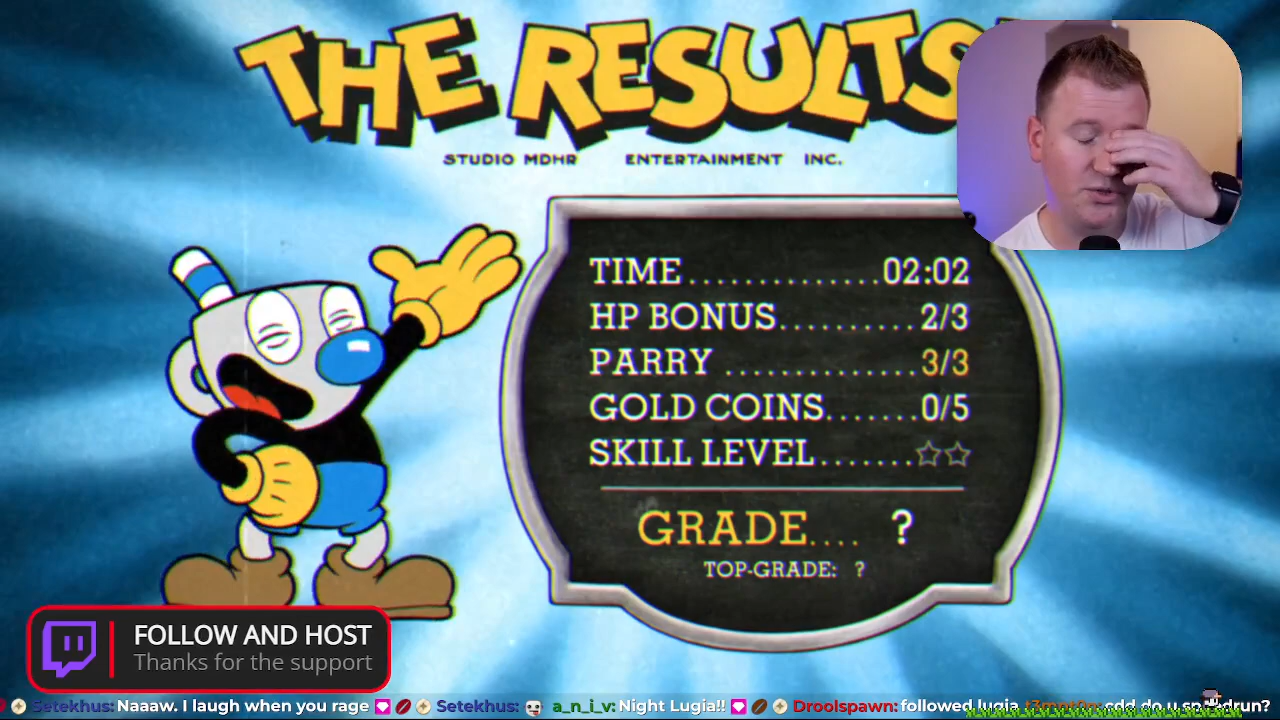 THE RESULTS
STUDIO MDHR ENTERTAINMENT INC.
TIME..............02:02
HP BONUS..........2/3
PARRY ..............3/3
GOLD COINS.......0/5
SKILL LEVEL.......☆☆
GRADE.... ?
TOP-GRADE: ?
FOLLOW AND HOST
Thanks for the support
Setekhus: Naaaw. I laugh when you rage Setekhus: a_n_i_v: Night Lugia!! Droolspawn: followed lugia